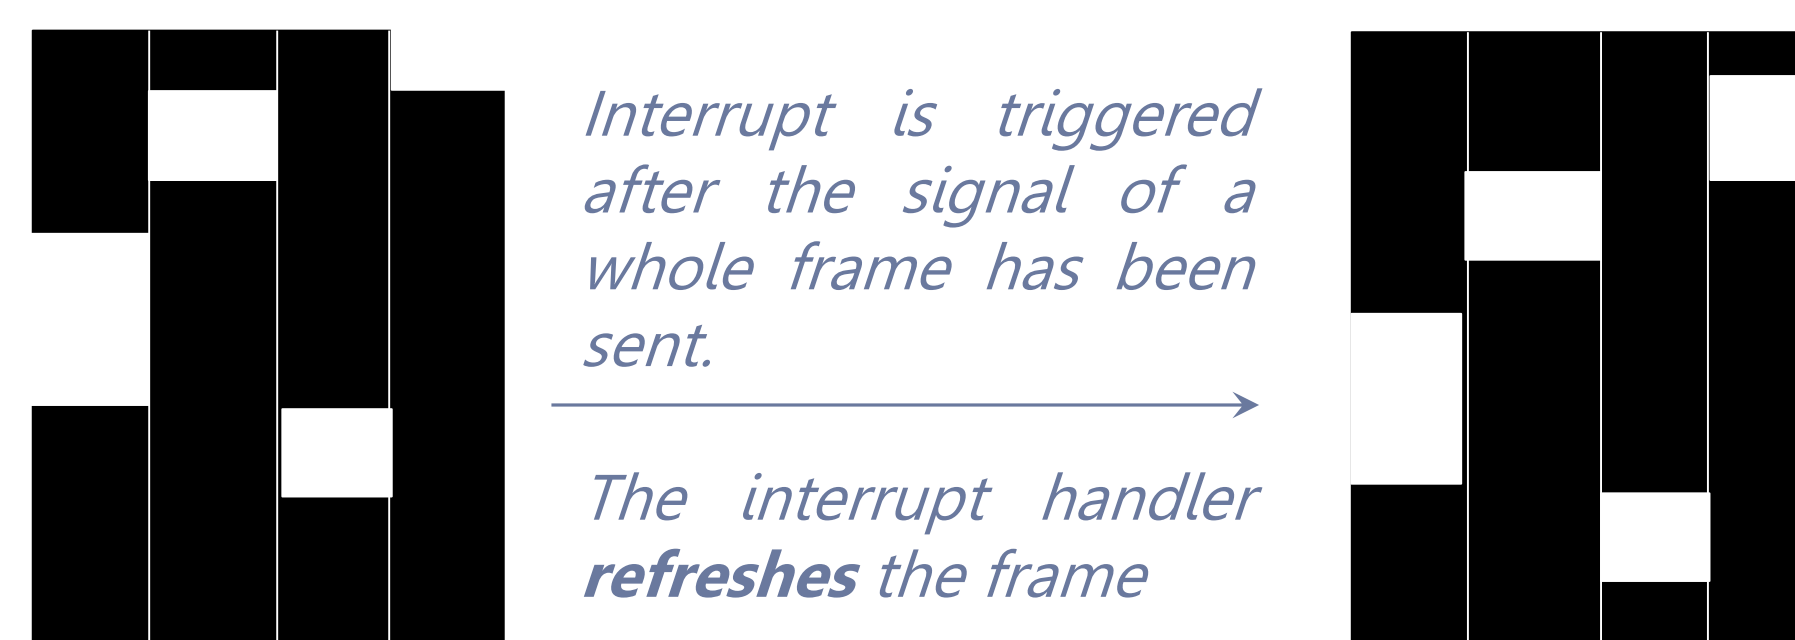 Interrupt is triggered
after the signal of a
whole frame has been
sent.
The interrupt handler
refreshes the frame